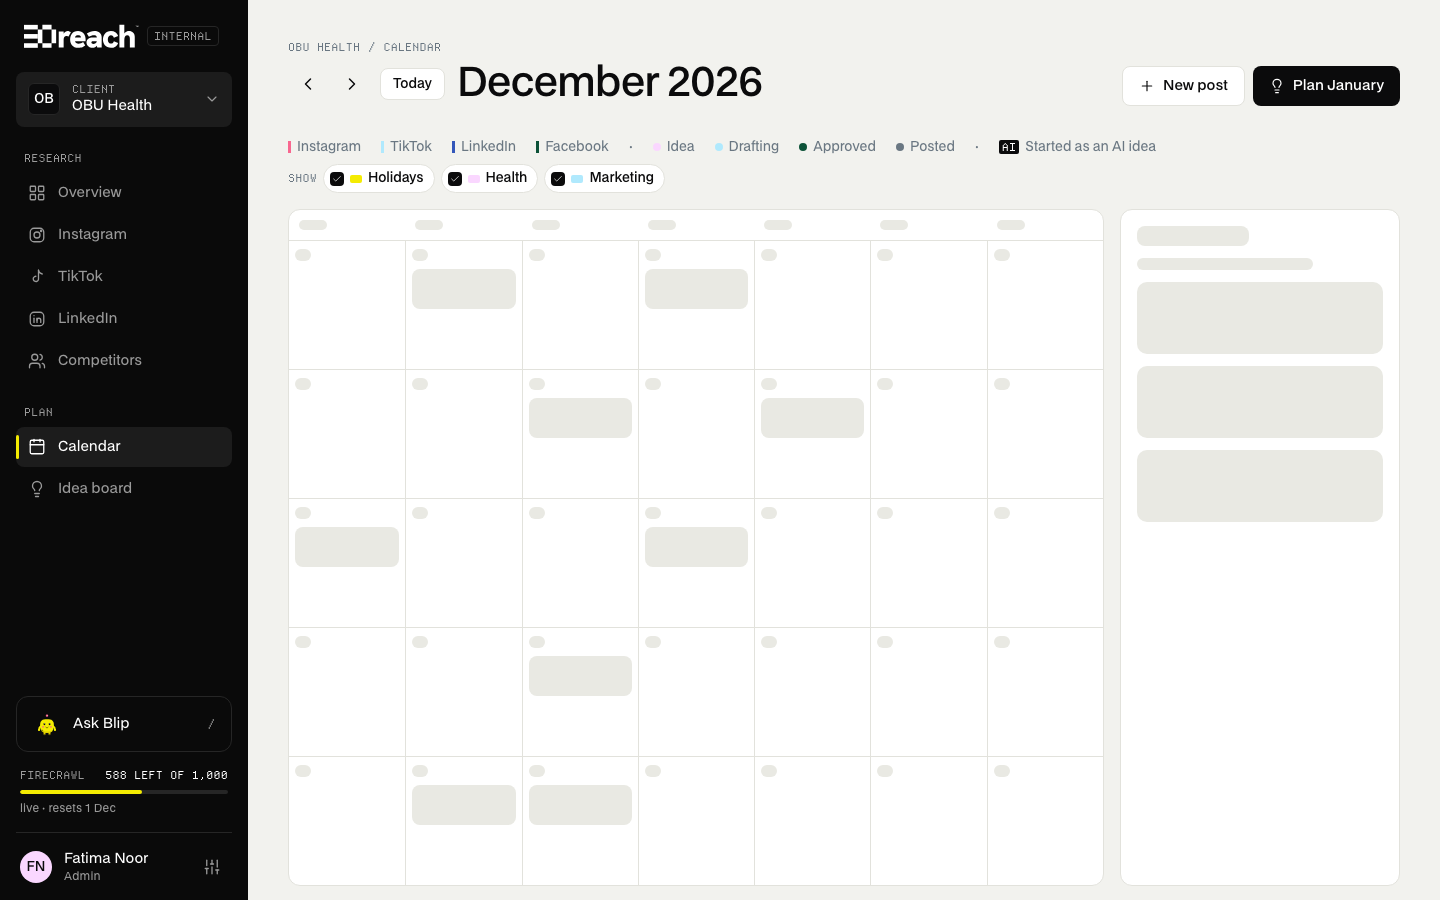 reach INTERNAL
OB
CLIENT
OBU Health
RESEARCH
Overview
Instagram
TikTok
LinkedIn
Competitors
PLAN
Calendar
Idea board
Ask Blip /
FIRECRAWL 588 LEFT OF 1,000
live · resets 1 Dec
FN
Fatima Noor
Admin
OBU HEALTH / CALENDAR
Today December 2026
New post
Plan January
Instagram TikTok LinkedIn Facebook · Idea Drafting Approved Posted · AI Started as an AI idea
SHOW Holidays Health Marketing